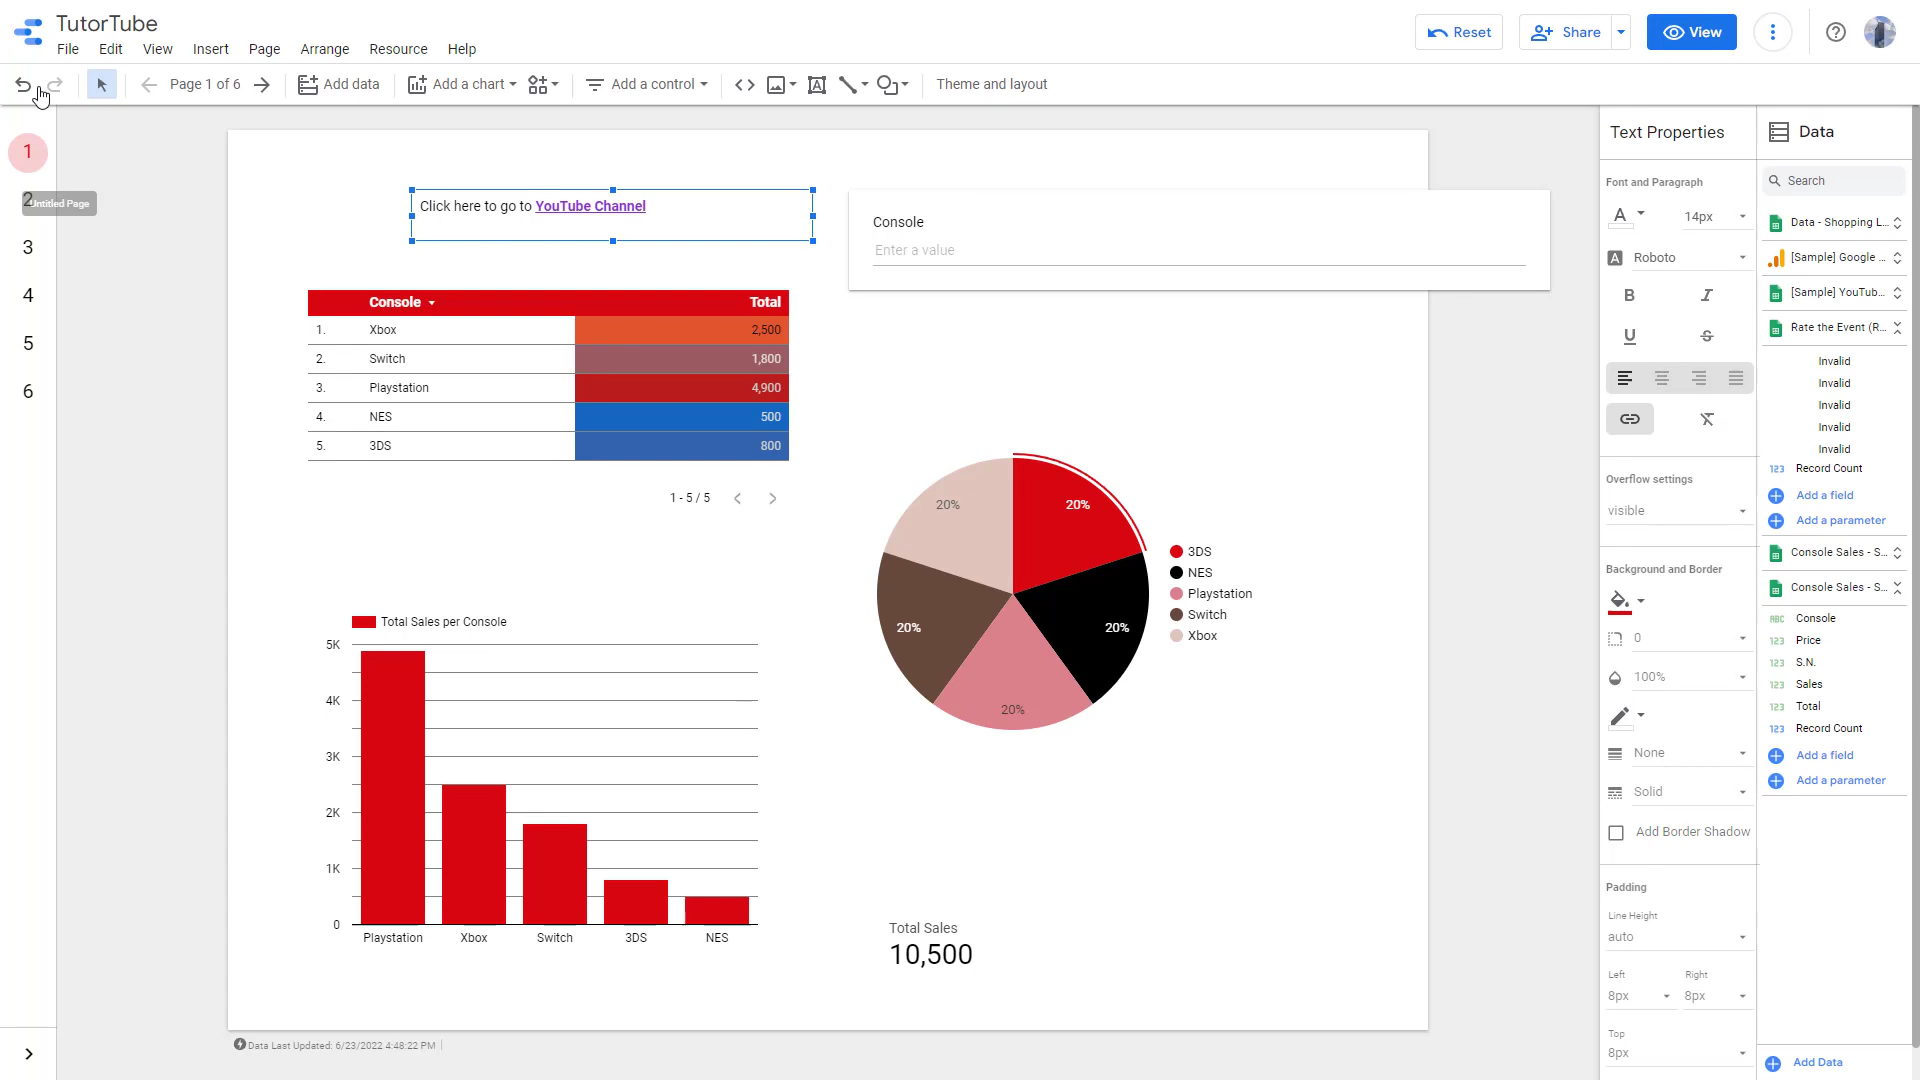 TutorTube
File Edit View Insert Page Arrange Resource Help
Reset Share View
Page 1 of 6 Add data Add a chart Add a control Theme and layout
1
2
Untitled Page
3
4
5
6
Click here to go to YouTube Channel
Console
Enter a value
Console Total
1. Xbox 2,500
2. Switch 1,800
3. Playstation 4,900
4. NES 500
5. 3DS 800
1 - 5 / 5
20%
20%
20%
20%
20%
3DS
NES
Playstation
Switch
Xbox
Total Sales per Console
5K
4K
3K
2K
1K
0
Playstation Xbox Switch 3DS NES
Total Sales
10,500
Data Last Updated: 6/23/2022 4:48:22 PM
Text Properties
Font and Paragraph
A 14px
A Roboto
B I
U S
Overflow settings
visible
Background and Border
0
100%
None
Solid
Add Border Shadow
Padding
Line Height
auto
Left Right
8px 8px
Top
8px
Data
Search
Data - Shopping L...
[Sample] Google ...
[Sample] YouTub...
Rate the Event (R...
Invalid
Invalid
Invalid
Invalid
Invalid
123 Record Count
Add a field
Add a parameter
Console Sales - S...
Console Sales - S...
ABC Console
123 Price
123 S.N.
123 Sales
123 Total
123 Record Count
Add a field
Add a parameter
Add Data